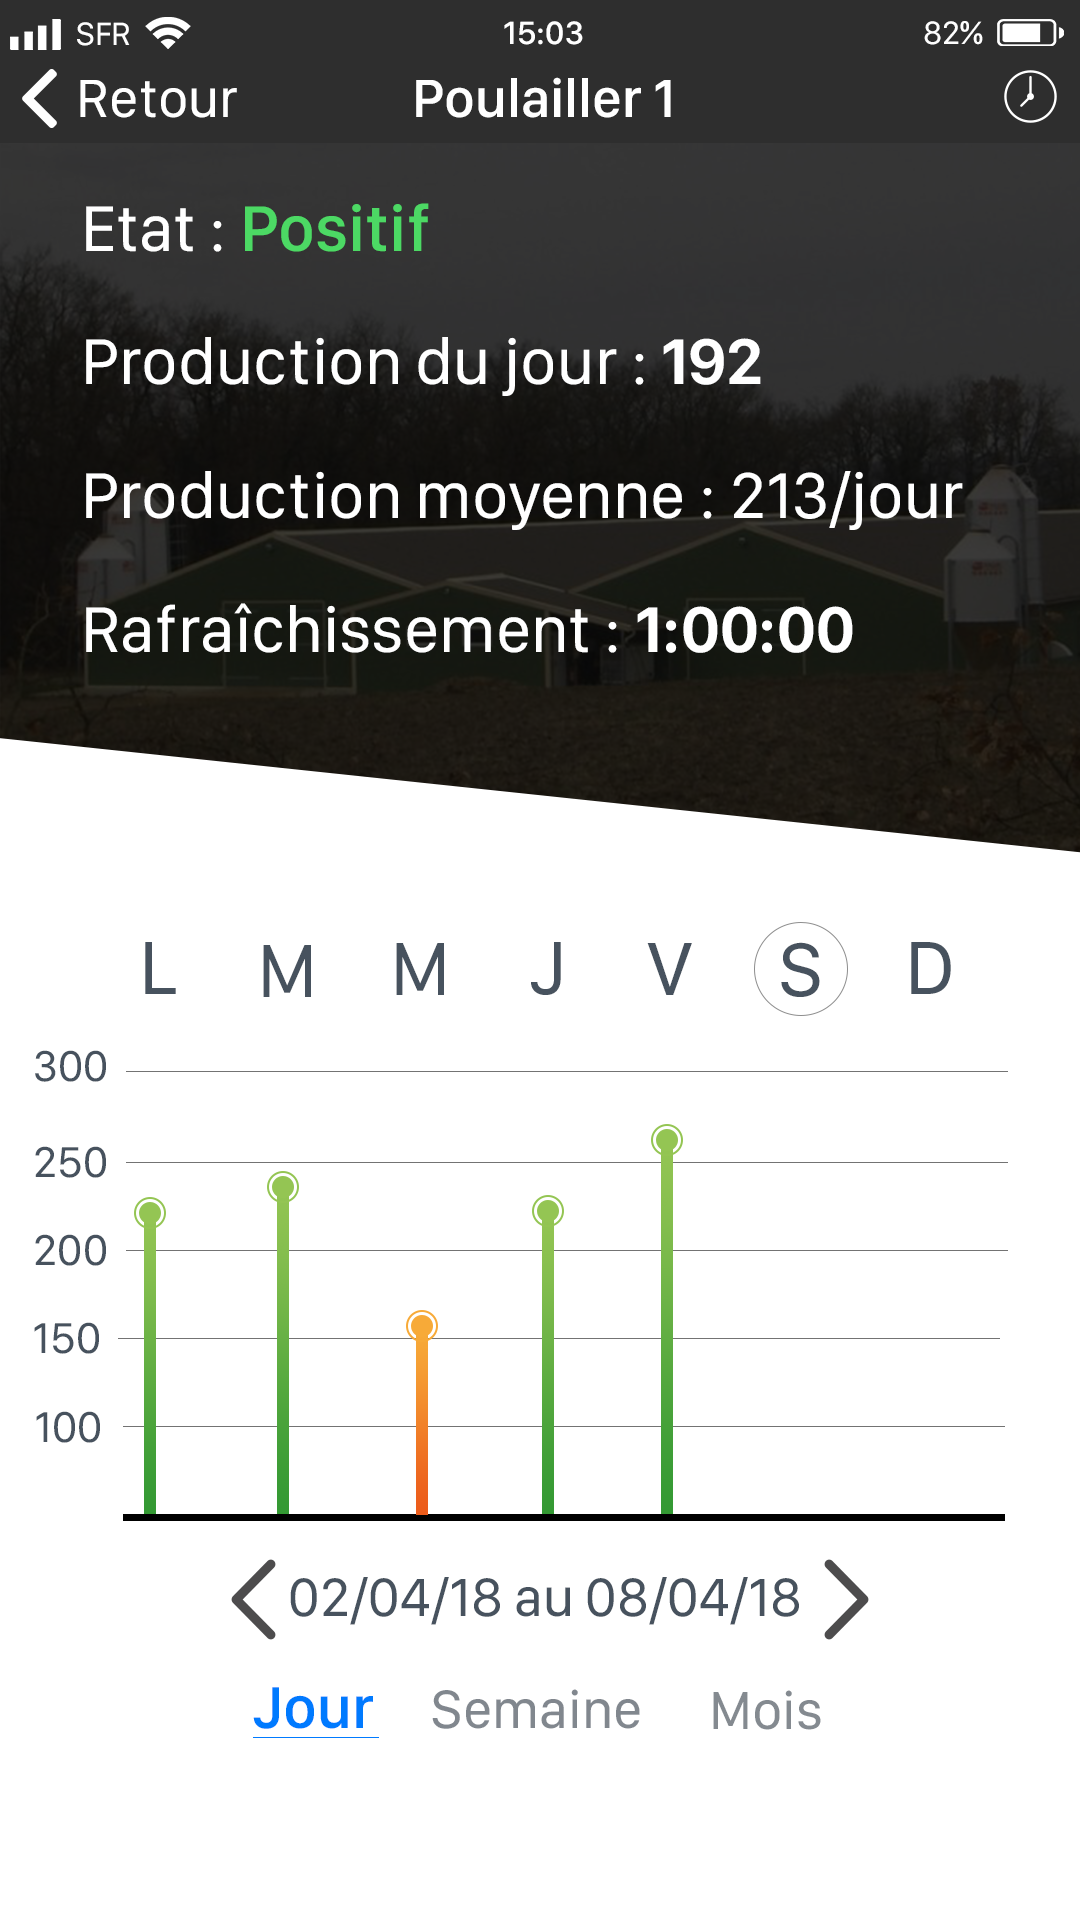 SFR 15:03 82%
Retour Poulailler 1
Etat : Positif
Production du jour : 192
Production moyenne : 213/jour
Rafraîchissement : 1:00:00
L M M J V S D
300
250
200
150
100
02/04/18 au 08/04/18
Jour Semaine Mois